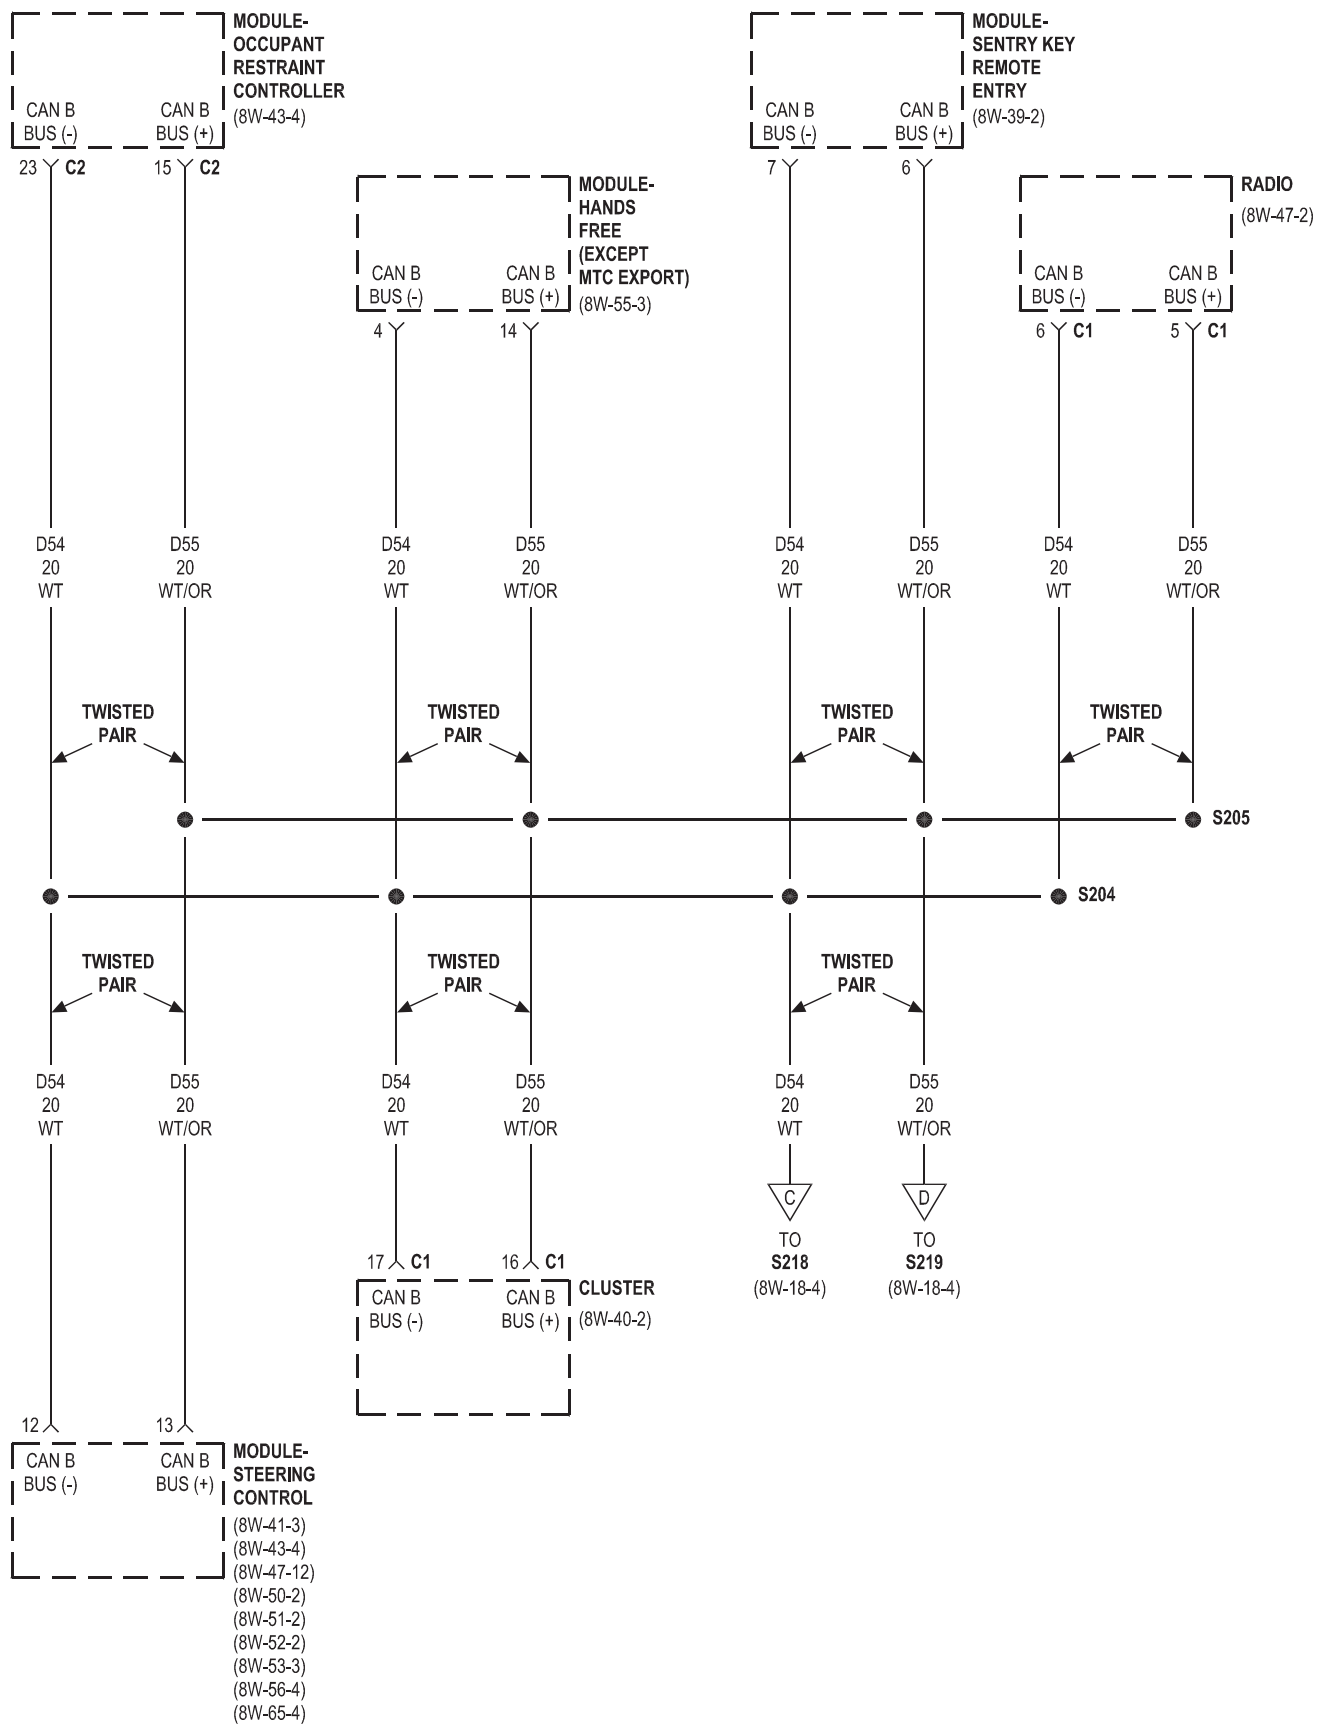 MODULE-
OCCUPANT
RESTRAINT
CONTROLLER
(8W-43-4)
CAN B
BUS (-)
CAN B
BUS (+)
23 C2
15 C2
MODULE-
HANDS
FREE
(EXCEPT
MTC EXPORT)
(8W-55-3)
CAN B
BUS (-)
CAN B
BUS (+)
4
14
MODULE-
SENTRY KEY
REMOTE
ENTRY
(8W-39-2)
CAN B
BUS (-)
CAN B
BUS (+)
7
6
RADIO
(8W-47-2)
CAN B
BUS (-)
CAN B
BUS (+)
6 C1
5 C1
D54
20
WT
D55
20
WT/OR
D54
20
WT
D55
20
WT/OR
D54
20
WT
D55
20
WT/OR
D54
20
WT
D55
20
WT/OR
TWISTED
PAIR
TWISTED
PAIR
TWISTED
PAIR
TWISTED
PAIR
S205
S204
TWISTED
PAIR
TWISTED
PAIR
TWISTED
PAIR
D54
20
WT
D55
20
WT/OR
D54
20
WT
D55
20
WT/OR
D54
20
WT
D55
20
WT/OR
C
TO
S218
(8W-18-4)
D
TO
S219
(8W-18-4)
17 C1
16 C1
CAN B
BUS (-)
CAN B
BUS (+)
CLUSTER
(8W-40-2)
12
13
CAN B
BUS (-)
CAN B
BUS (+)
MODULE-
STEERING
CONTROL
(8W-41-3)
(8W-43-4)
(8W-47-12)
(8W-50-2)
(8W-51-2)
(8W-52-2)
(8W-53-3)
(8W-56-4)
(8W-65-4)